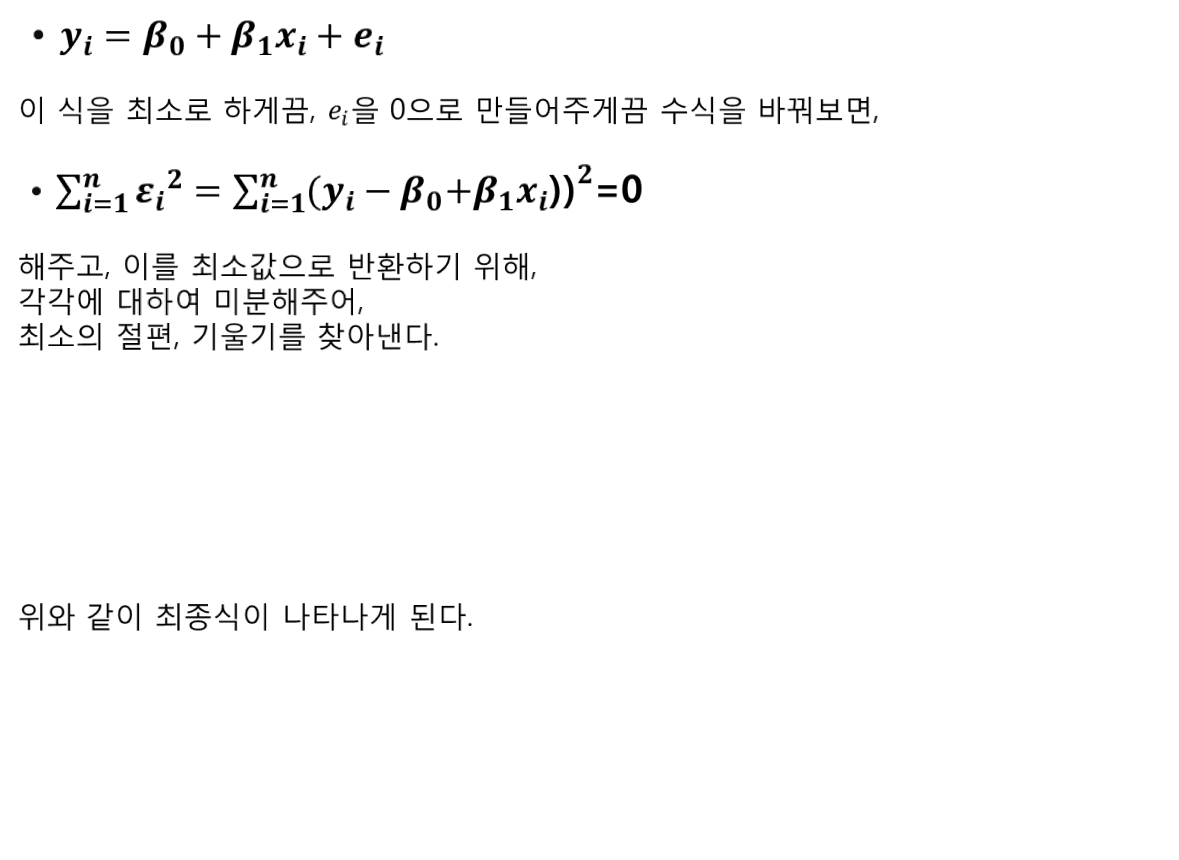 • yᵢ = β₀ + β₁xᵢ + eᵢ
이 식을 최소로 하게끔, eᵢ을 0으로 만들어주게끔 수식을 바꿔보면,
• ∑ⁿᵢ₌₁ εᵢ² = ∑ⁿᵢ₌₁(yᵢ − β₀+β₁xᵢ))²=0
해주고, 이를 최소값으로 반환하기 위해,
각각에 대하여 미분해주어,
최소의 절편, 기울기를 찾아낸다.
위와 같이 최종식이 나타나게 된다.